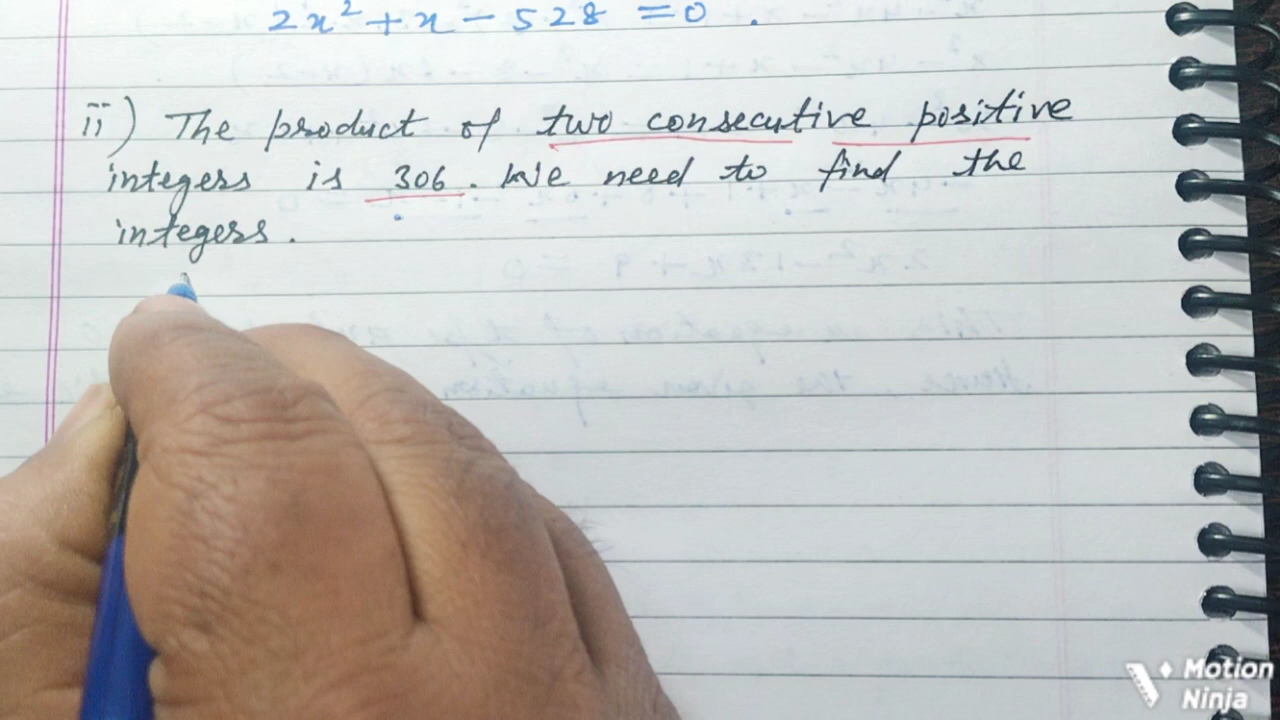 2x² + x - 528 = 0 .
ii) The product of two consecutive positive
integers is 306. We need to find the
integers.
Motion
Ninja